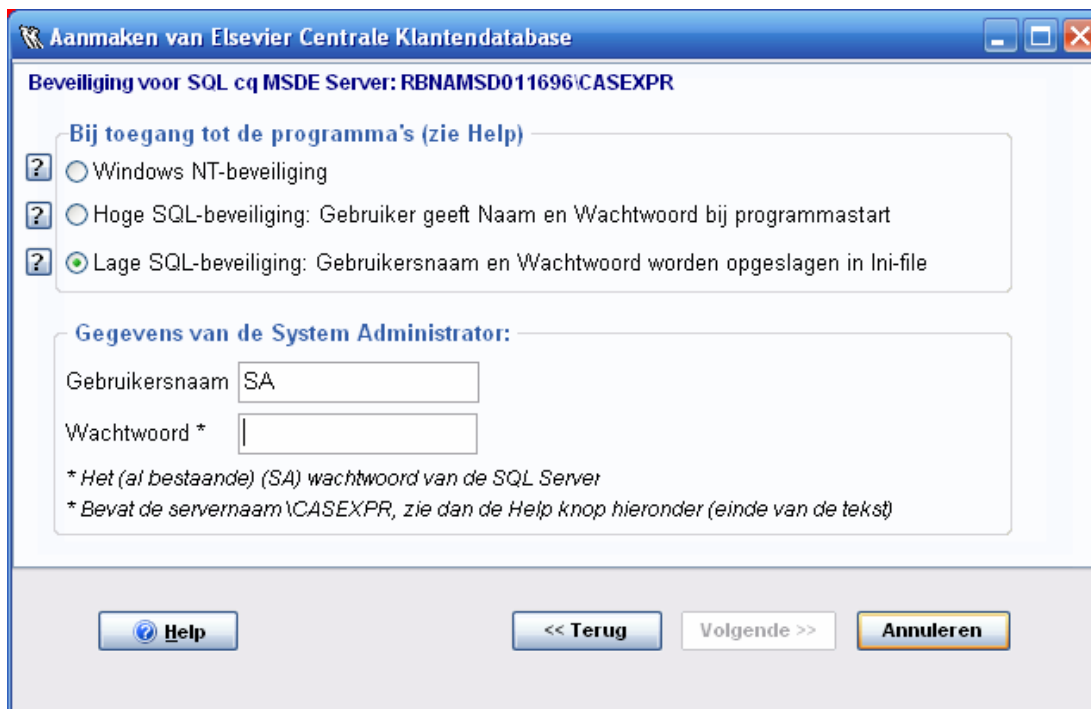 Aanmaken van Elsevier Centrale Klantendatabase
Beveiliging voor SQL cq MSDE Server: RBNAMSD011696\CASEXPR
Bij toegang tot de programma's (zie Help)
? Windows NT-beveiliging
? Hoge SQL-beveiliging: Gebruiker geeft Naam en Wachtwoord bij programmastart
? Lage SQL-beveiliging: Gebruikersnaam en Wachtwoord worden opgeslagen in Ini-file
Gegevens van de System Administrator:
Gebruikersnaam SA
Wachtwoord *
* Het (al bestaande) (SA) wachtwoord van de SQL Server
* Bevat de servernaam \CASEXPR, zie dan de Help knop hieronder (einde van de tekst)
? Help << Terug Volgende >> Annuleren